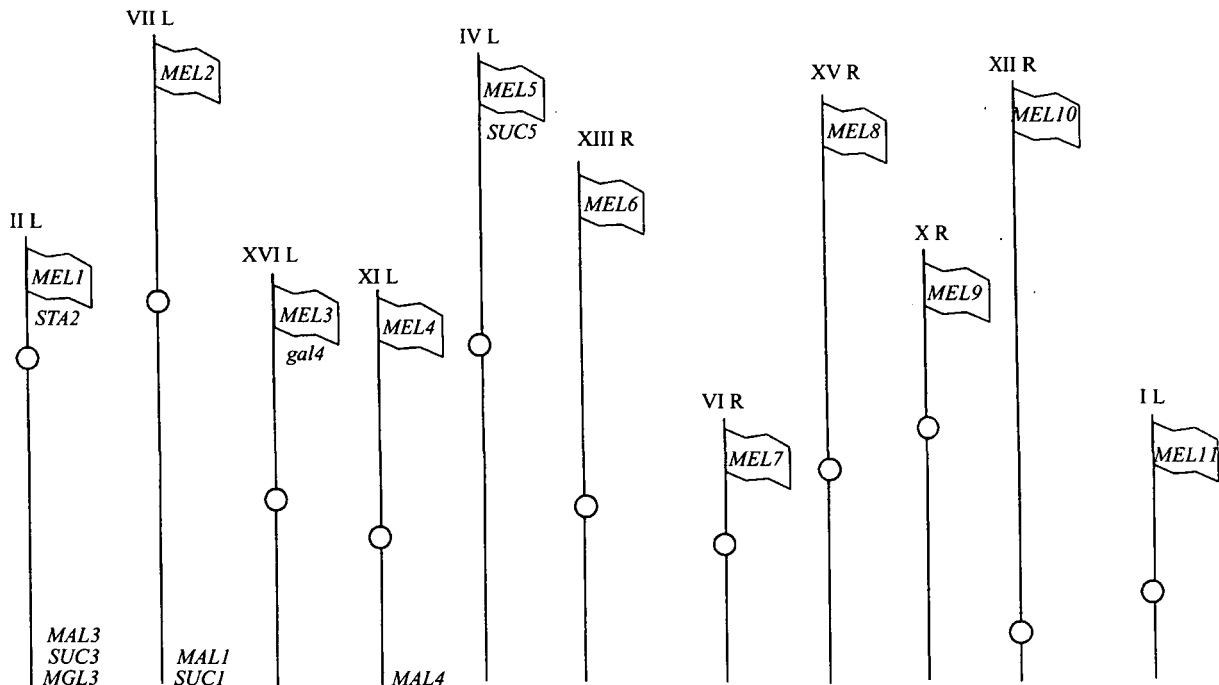 VII L
MEL2
IV L
MEL5
SUC5
XV R
MEL8
XII R
MEL10
XIII R
MEL6
II L
MEL1
STA2
XVI L
MEL3
gal4
XI L
MEL4
X R
MEL9
VI R
MEL7
I L
MEL11
MAL3
SUC3
MGL3
MAL1
SUC1
MAL4